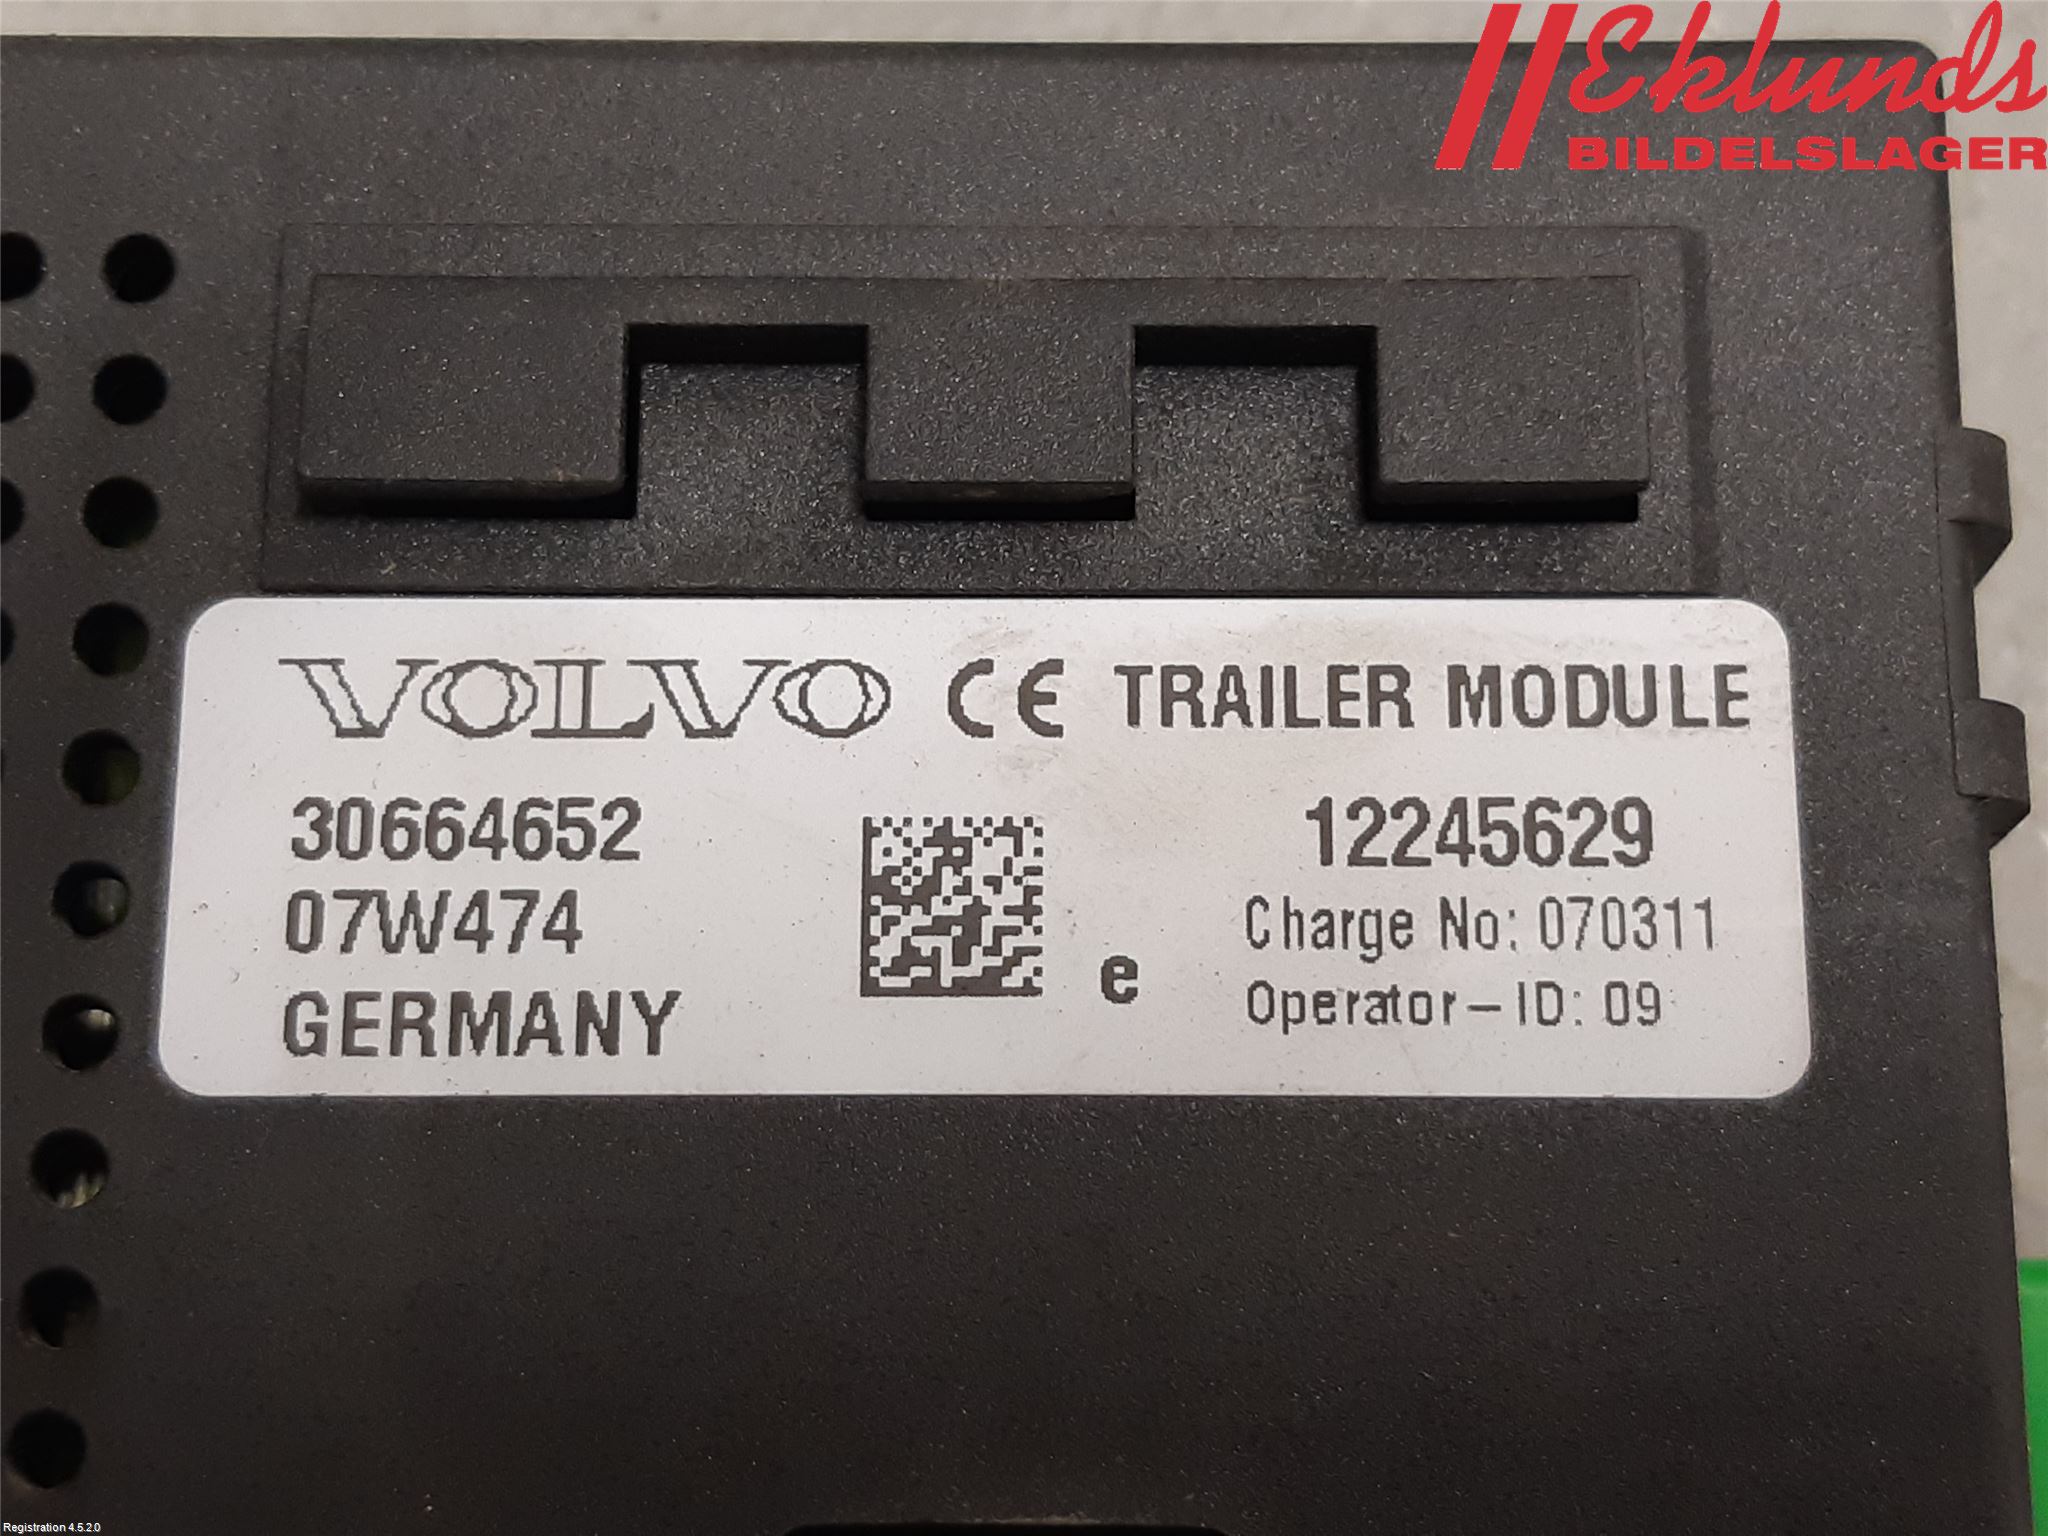 Eklunds
BILDELSLAGER
VOLVO CE TRAILER MODULE
30664652
07W474
GERMANY
e
12245629
Charge No: 070311
Operator-ID: 09
Registration 4.5.2.0